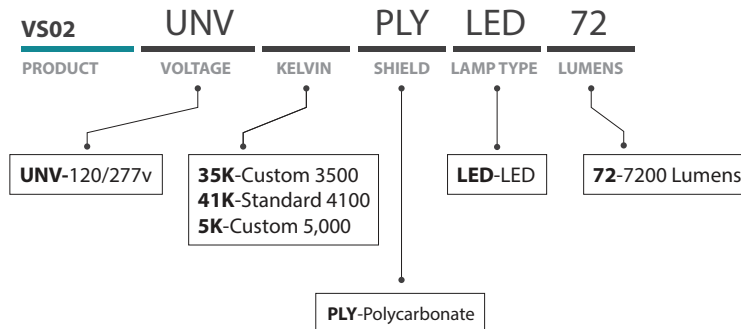 VS02 UNV PLY LED 72
PRODUCT VOLTAGE KELVIN SHIELD LAMP TYPE LUMENS
UNV-120/277v
35K-Custom 3500
41K-Standard 4100
5K-Custom 5,000
LED-LED
72-7200 Lumens
PLY-Polycarbonate